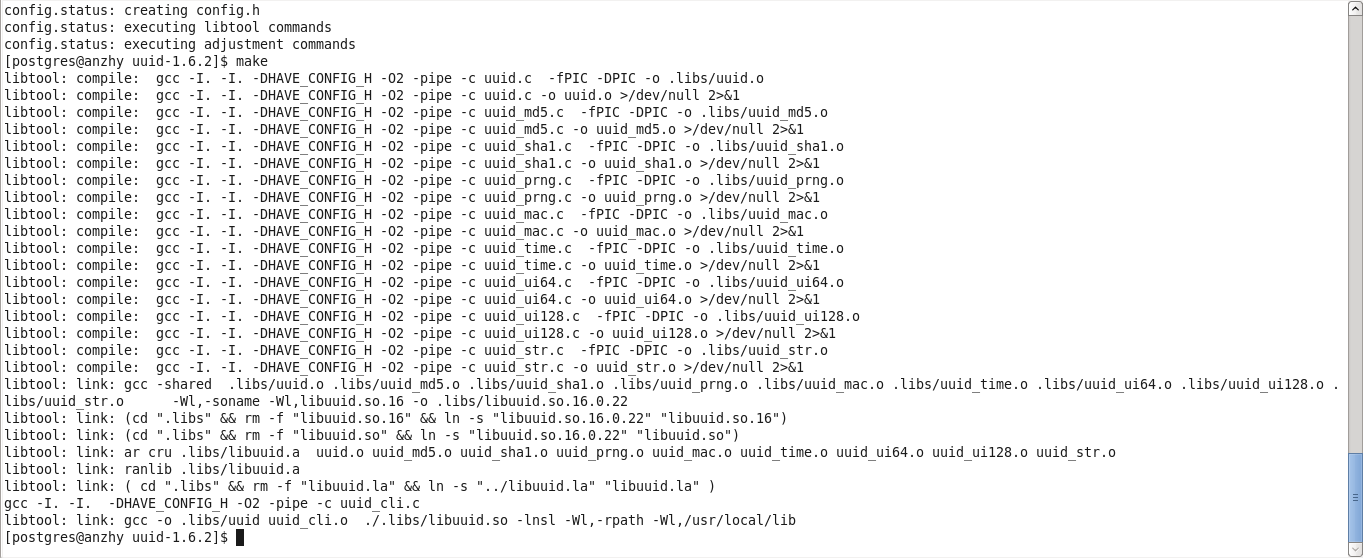 config.status: creating config.h
config.status: executing libtool commands
config.status: executing adjustment commands
[postgres@anzhy uuid-1.6.2]$ make
libtool: compile:  gcc -I. -I. -DHAVE_CONFIG_H -O2 -pipe -c uuid.c  -fPIC -DPIC -o .libs/uuid.o
libtool: compile:  gcc -I. -I. -DHAVE_CONFIG_H -O2 -pipe -c uuid.c -o uuid.o >/dev/null 2>&1
libtool: compile:  gcc -I. -I. -DHAVE_CONFIG_H -O2 -pipe -c uuid_md5.c  -fPIC -DPIC -o .libs/uuid_md5.o
libtool: compile:  gcc -I. -I. -DHAVE_CONFIG_H -O2 -pipe -c uuid_md5.c -o uuid_md5.o >/dev/null 2>&1
libtool: compile:  gcc -I. -I. -DHAVE_CONFIG_H -O2 -pipe -c uuid_sha1.c  -fPIC -DPIC -o .libs/uuid_sha1.o
libtool: compile:  gcc -I. -I. -DHAVE_CONFIG_H -O2 -pipe -c uuid_sha1.c -o uuid_sha1.o >/dev/null 2>&1
libtool: compile:  gcc -I. -I. -DHAVE_CONFIG_H -O2 -pipe -c uuid_prng.c  -fPIC -DPIC -o .libs/uuid_prng.o
libtool: compile:  gcc -I. -I. -DHAVE_CONFIG_H -O2 -pipe -c uuid_prng.c -o uuid_prng.o >/dev/null 2>&1
libtool: compile:  gcc -I. -I. -DHAVE_CONFIG_H -O2 -pipe -c uuid_mac.c  -fPIC -DPIC -o .libs/uuid_mac.o
libtool: compile:  gcc -I. -I. -DHAVE_CONFIG_H -O2 -pipe -c uuid_mac.c -o uuid_mac.o >/dev/null 2>&1
libtool: compile:  gcc -I. -I. -DHAVE_CONFIG_H -O2 -pipe -c uuid_time.c  -fPIC -DPIC -o .libs/uuid_time.o
libtool: compile:  gcc -I. -I. -DHAVE_CONFIG_H -O2 -pipe -c uuid_time.c -o uuid_time.o >/dev/null 2>&1
libtool: compile:  gcc -I. -I. -DHAVE_CONFIG_H -O2 -pipe -c uuid_ui64.c  -fPIC -DPIC -o .libs/uuid_ui64.o
libtool: compile:  gcc -I. -I. -DHAVE_CONFIG_H -O2 -pipe -c uuid_ui64.c -o uuid_ui64.o >/dev/null 2>&1
libtool: compile:  gcc -I. -I. -DHAVE_CONFIG_H -O2 -pipe -c uuid_ui128.c  -fPIC -DPIC -o .libs/uuid_ui128.o
libtool: compile:  gcc -I. -I. -DHAVE_CONFIG_H -O2 -pipe -c uuid_ui128.c -o uuid_ui128.o >/dev/null 2>&1
libtool: compile:  gcc -I. -I. -DHAVE_CONFIG_H -O2 -pipe -c uuid_str.c  -fPIC -DPIC -o .libs/uuid_str.o
libtool: compile:  gcc -I. -I. -DHAVE_CONFIG_H -O2 -pipe -c uuid_str.c -o uuid_str.o >/dev/null 2>&1
libtool: link: gcc -shared  .libs/uuid.o .libs/uuid_md5.o .libs/uuid_sha1.o .libs/uuid_prng.o .libs/uuid_mac.o .libs/uuid_time.o .libs/uuid_ui64.o .libs/uuid_ui128.o .
libs/uuid_str.o      -Wl,-soname -Wl,libuuid.so.16 -o .libs/libuuid.so.16.0.22
libtool: link: (cd ".libs" && rm -f "libuuid.so.16" && ln -s "libuuid.so.16.0.22" "libuuid.so.16")
libtool: link: (cd ".libs" && rm -f "libuuid.so" && ln -s "libuuid.so.16.0.22" "libuuid.so")
libtool: link: ar cru .libs/libuuid.a  uuid.o uuid_md5.o uuid_sha1.o uuid_prng.o uuid_mac.o uuid_time.o uuid_ui64.o uuid_ui128.o uuid_str.o
libtool: link: ranlib .libs/libuuid.a
libtool: link: ( cd ".libs" && rm -f "libuuid.la" && ln -s "../libuuid.la" "libuuid.la" )
gcc -I. -I.  -DHAVE_CONFIG_H -O2 -pipe -c uuid_cli.c
libtool: link: gcc -o .libs/uuid uuid_cli.o  ./.libs/libuuid.so -lnsl -Wl,-rpath -Wl,/usr/local/lib
[postgres@anzhy uuid-1.6.2]$